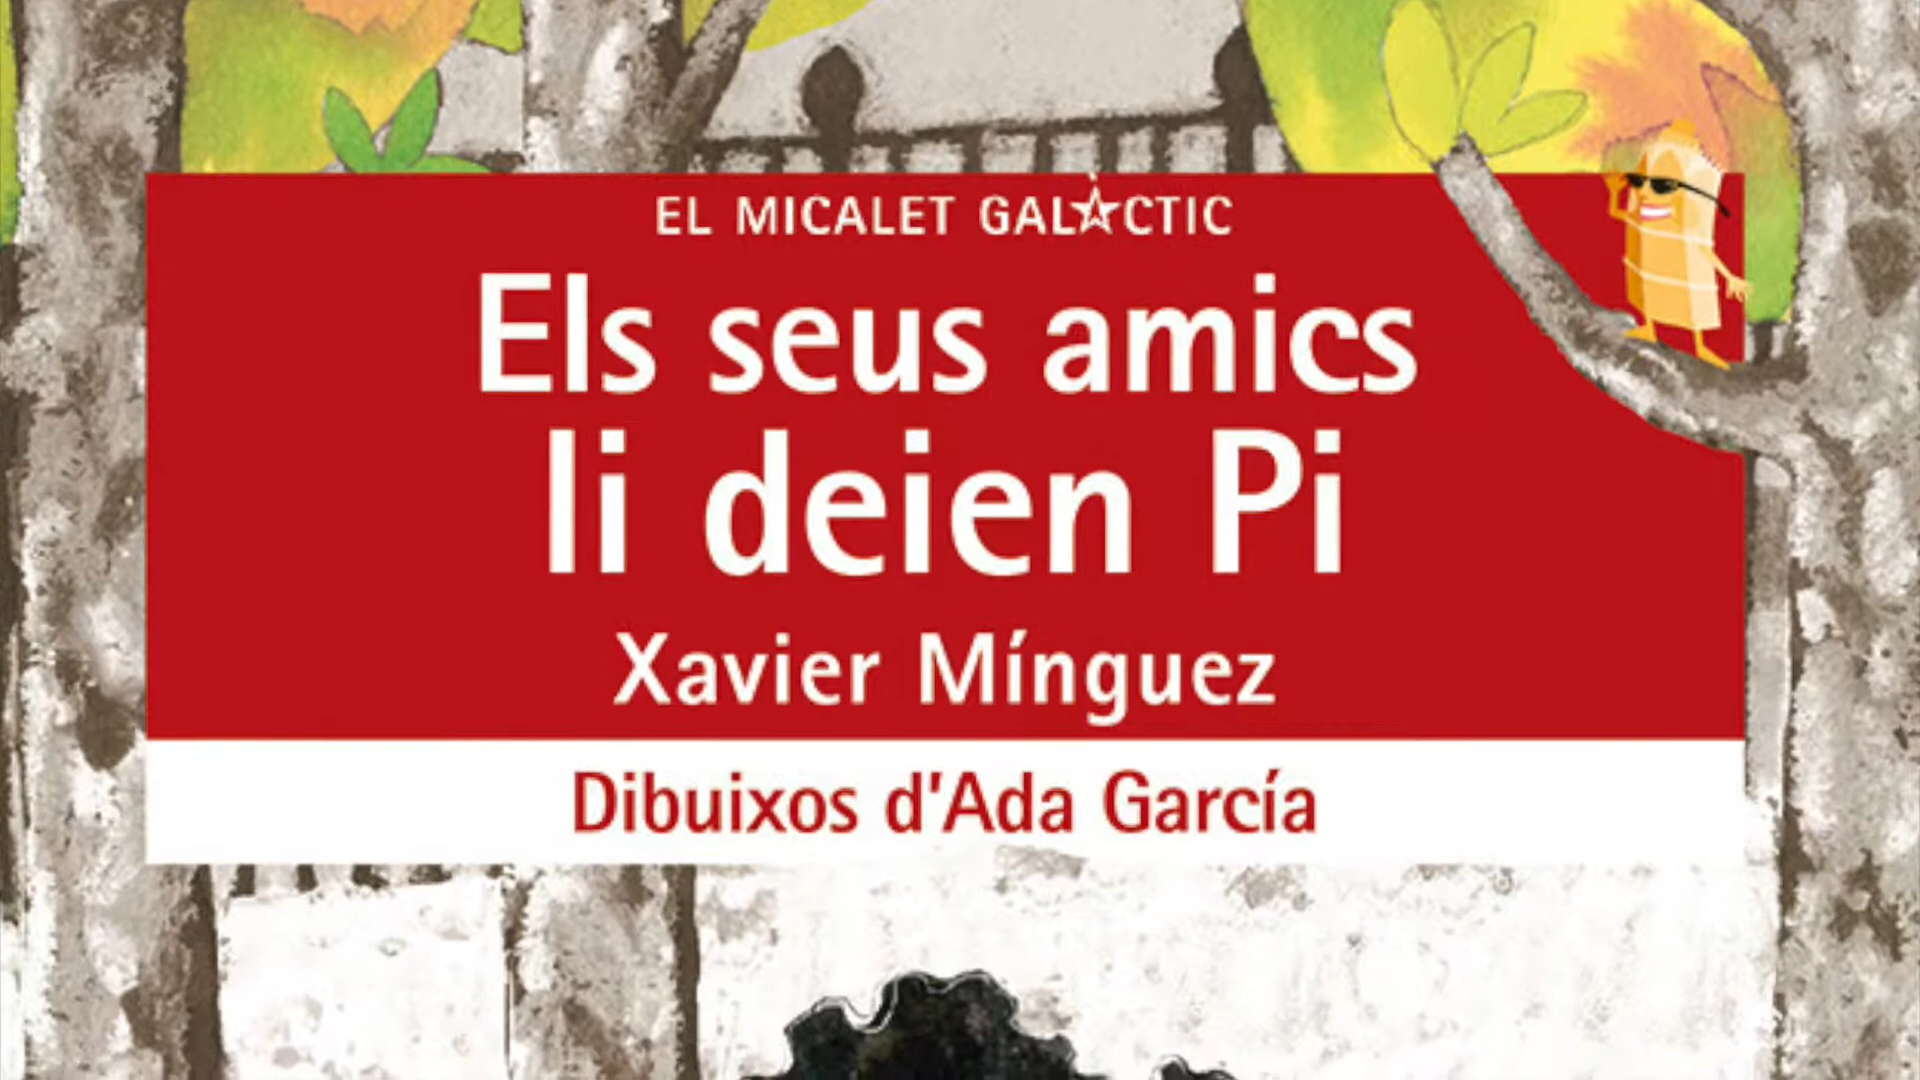 EL MICALET GALÀCTIC
Els seus amics
li deien Pi
Xavier Mínguez
Dibuixos d'Ada García